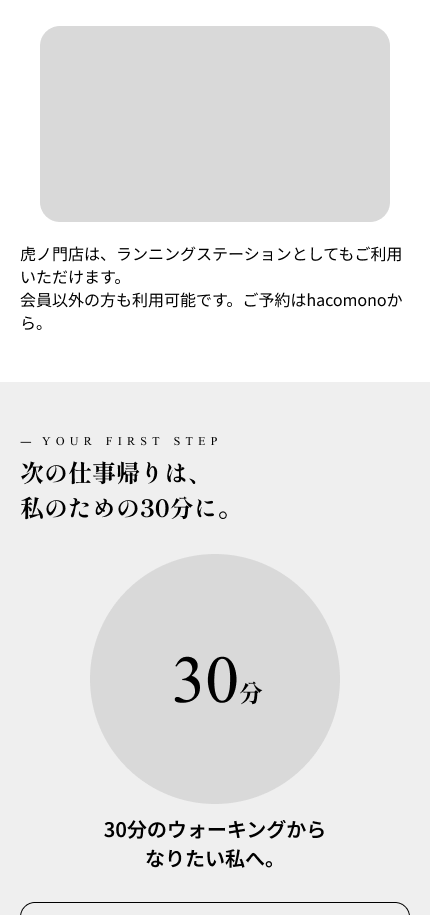 虎ノ門店は、ランニングステーションとしてもご利用
いただけます。
会員以外の方も利用可能です。ご予約はhacomonoか
ら。
— YOUR FIRST STEP
次の仕事帰りは、
私のための30分に。
30分
30分のウォーキングから
なりたい私へ。